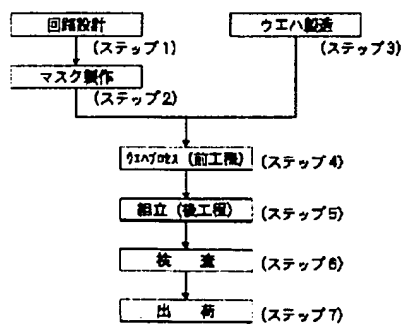 回路設計
(ステップ1)
ウエハ製造
(ステップ3)
マスク製作
(ステップ2)
ウエハプロセス (前工程)
(ステップ4)
組立 (後工程)
(ステップ5)
検 査
(ステップ6)
出 荷
(ステップ7)